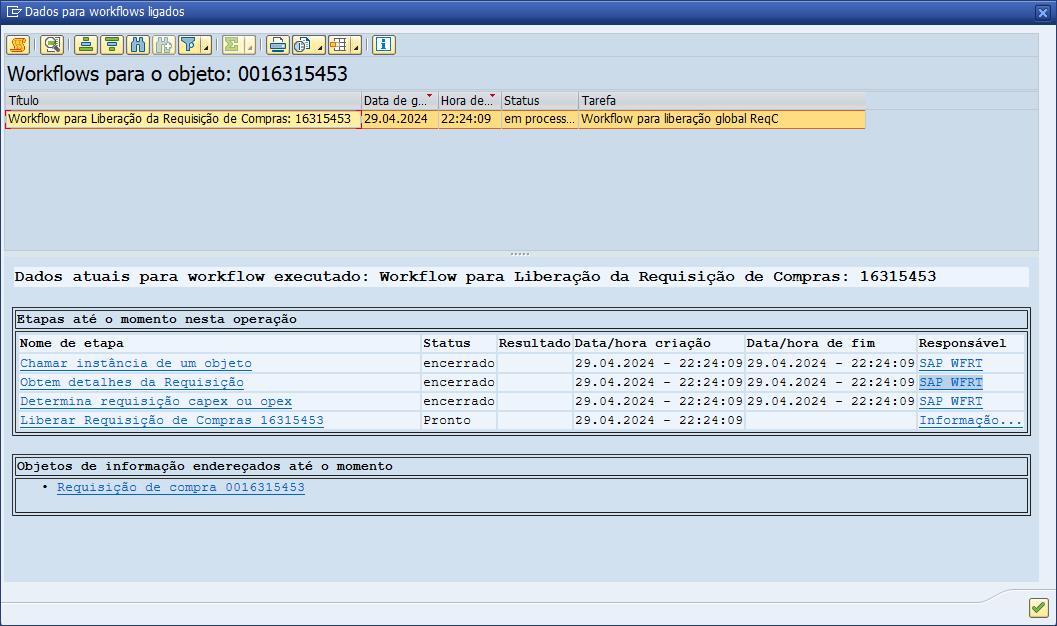 Dados para workflows ligados
Workflows para o objeto: 0016315453
Título Data de g... Hora de... Status Tarefa
Workflow para Liberação da Requisição de Compras: 16315453 29.04.2024 22:24:09 em process... Workflow para liberação global ReqC
Dados atuais para workflow executado: Workflow para Liberação da Requisição de Compras: 16315453
Etapas até o momento nesta operação
Nome de etapa Status Resultado Data/hora criação Data/hora de fim Responsável
Chamar instância de um objeto encerrado 29.04.2024 - 22:24:09 29.04.2024 - 22:24:09 SAP_WFRT
Obtem detalhes da Requisição encerrado 29.04.2024 - 22:24:09 29.04.2024 - 22:24:09 SAP_WFRT
Determina requisição capex ou opex encerrado 29.04.2024 - 22:24:09 29.04.2024 - 22:24:09 SAP_WFRT
Liberar Requisição de Compras 16315453 Pronto 29.04.2024 - 22:24:09 Informação...
Objetos de informação endereçados até o momento
• Requisição de compra 0016315453